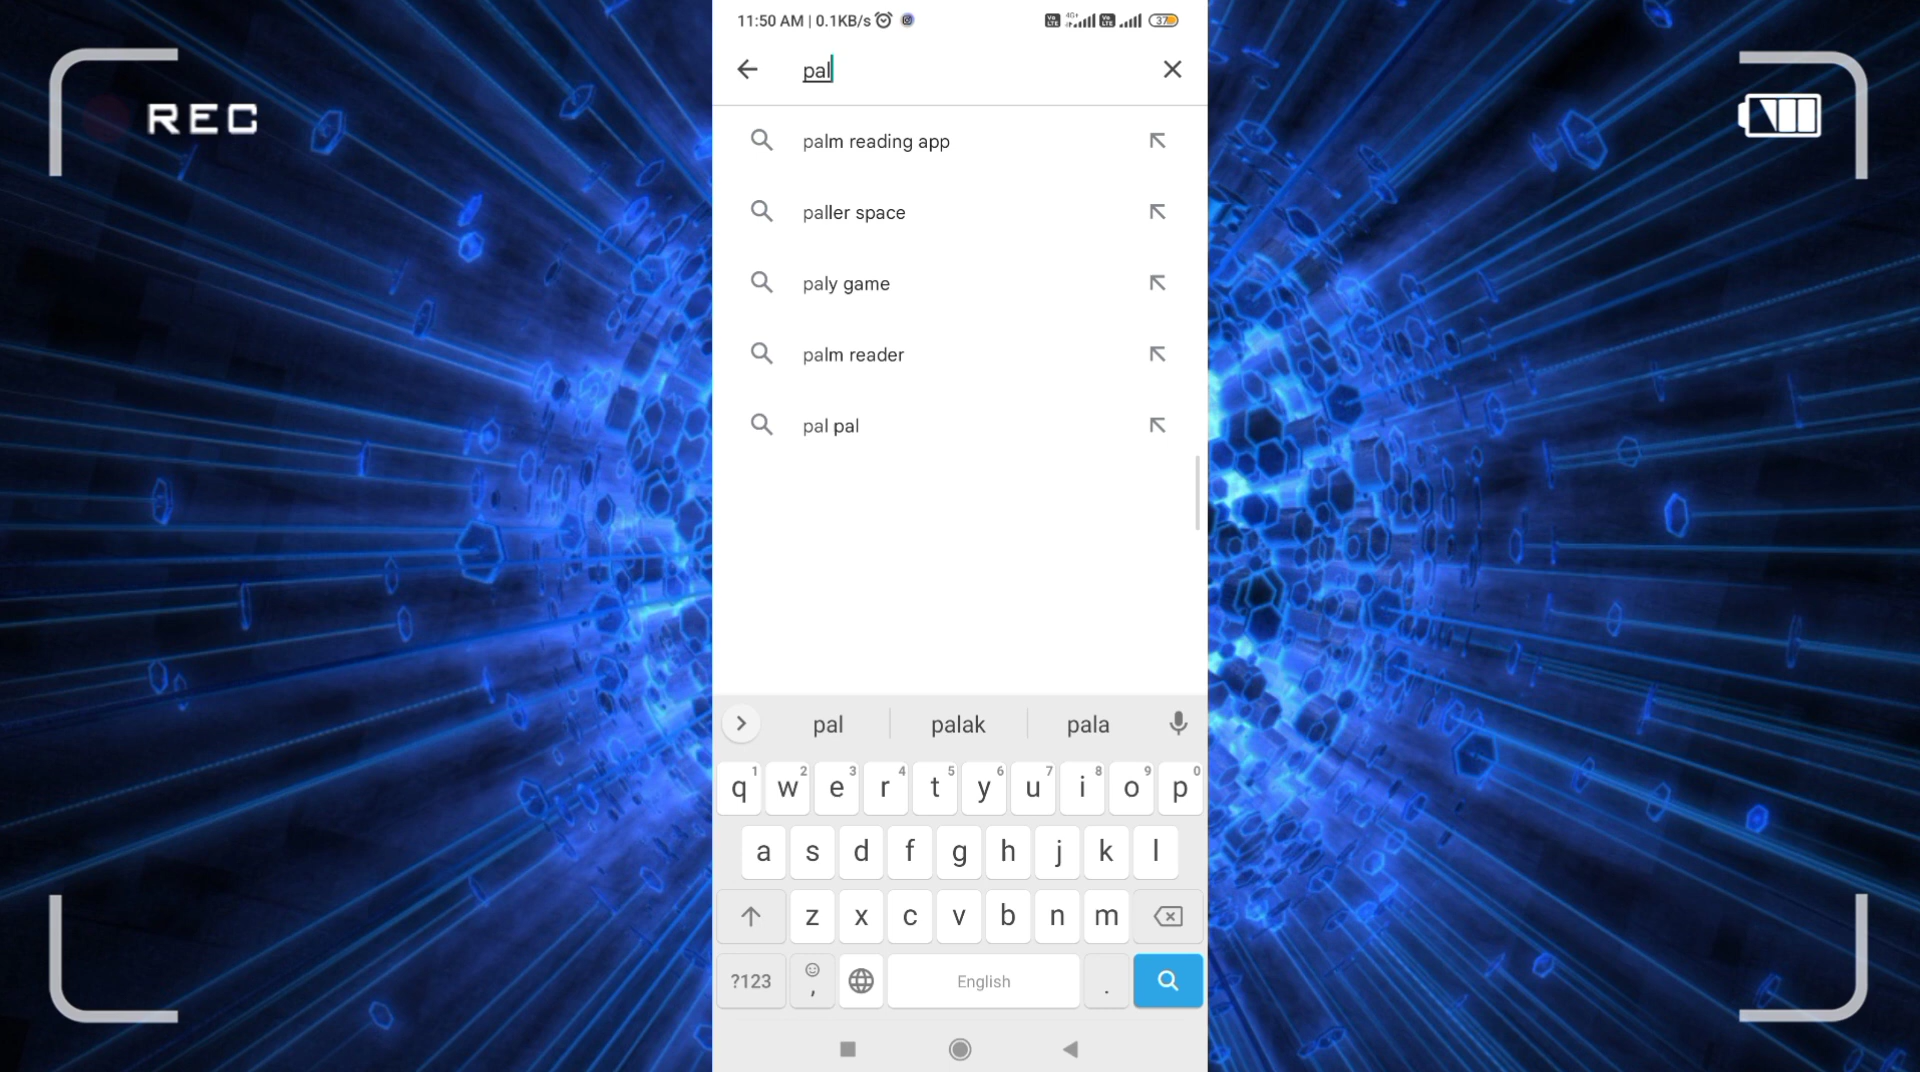 11:50 AM | 0.1KB/s
37
pal
REC
palm reading app
paller space
paly game
palm reader
pal pal
pal palak pala
q 1 w 2 e 3 r 4 t 5 y 6 u 7 i 8 o 9 p 0
a s d f g h j k l
z x c v b n m
?123 , English .